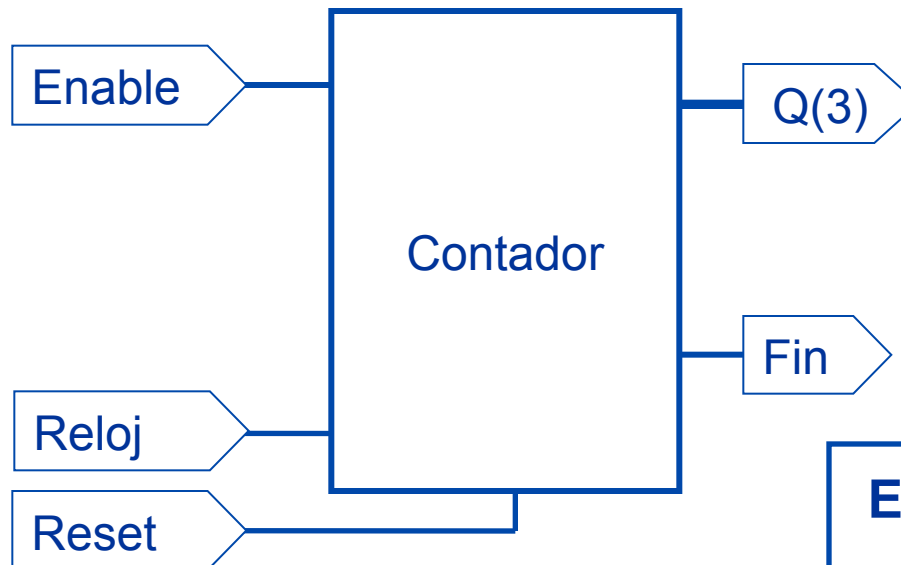 Enable
Q(3)
Contador
Fin
Reloj
E
Reset